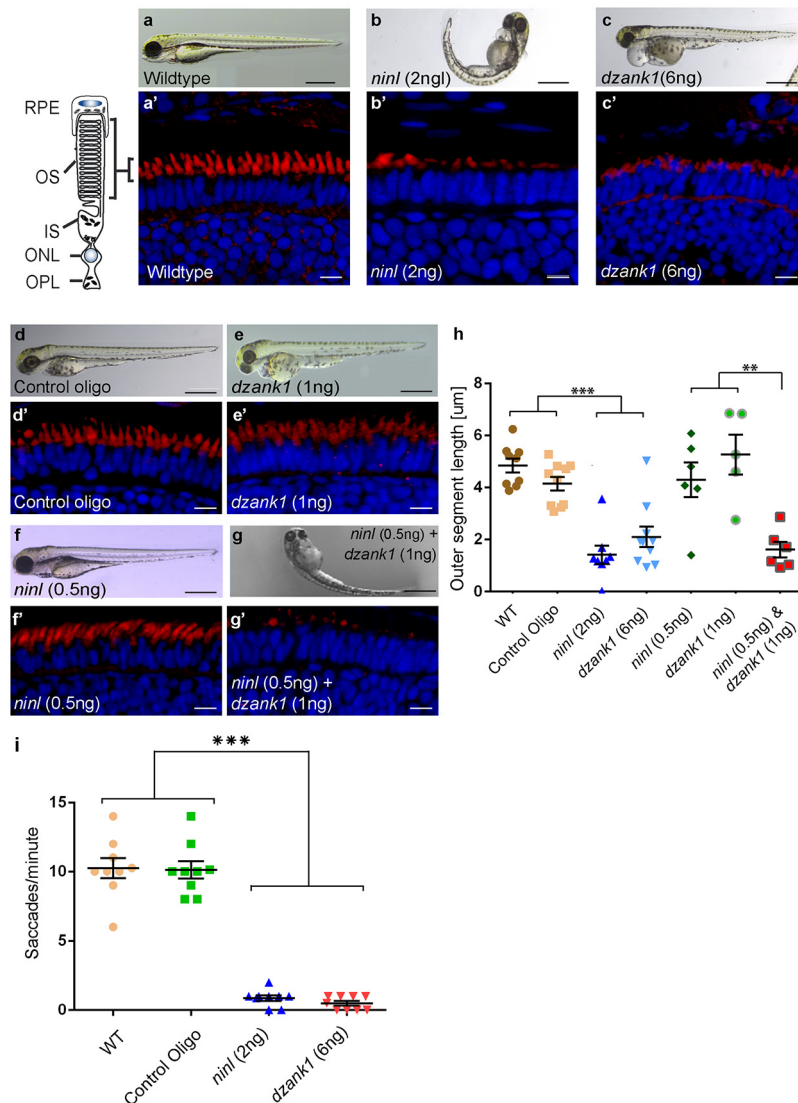 a
Wildtype
b
ninl (2ngl)
c
dzank1(6ng)
RPE
OS
IS
ONL
OPL
a'
Wildtype
b'
ninl (2ng)
c'
dzank1 (6ng)
d
Control oligo
e
dzank1 (1ng)
d'
Control oligo
e'
dzank1 (1ng)
f
ninl (0.5ng)
g
ninl (0.5ng) +
dzank1 (1ng)
f'
ninl (0.5ng)
g'
ninl (0.5ng) +
dzank1 (1ng)
h
Outer segment length [um]
8
6
4
2
0
***
**
WT
Control Oligo
ninl (2ng)
dzank1 (6ng)
ninl (0.5ng)
dzank1 (1ng)
ninl (0.5ng) &
dzank1 (1ng)
i
***
Saccades/minute
15
10
5
0
WT
Control Oligo
ninl (2ng)
dzank1 (6ng)